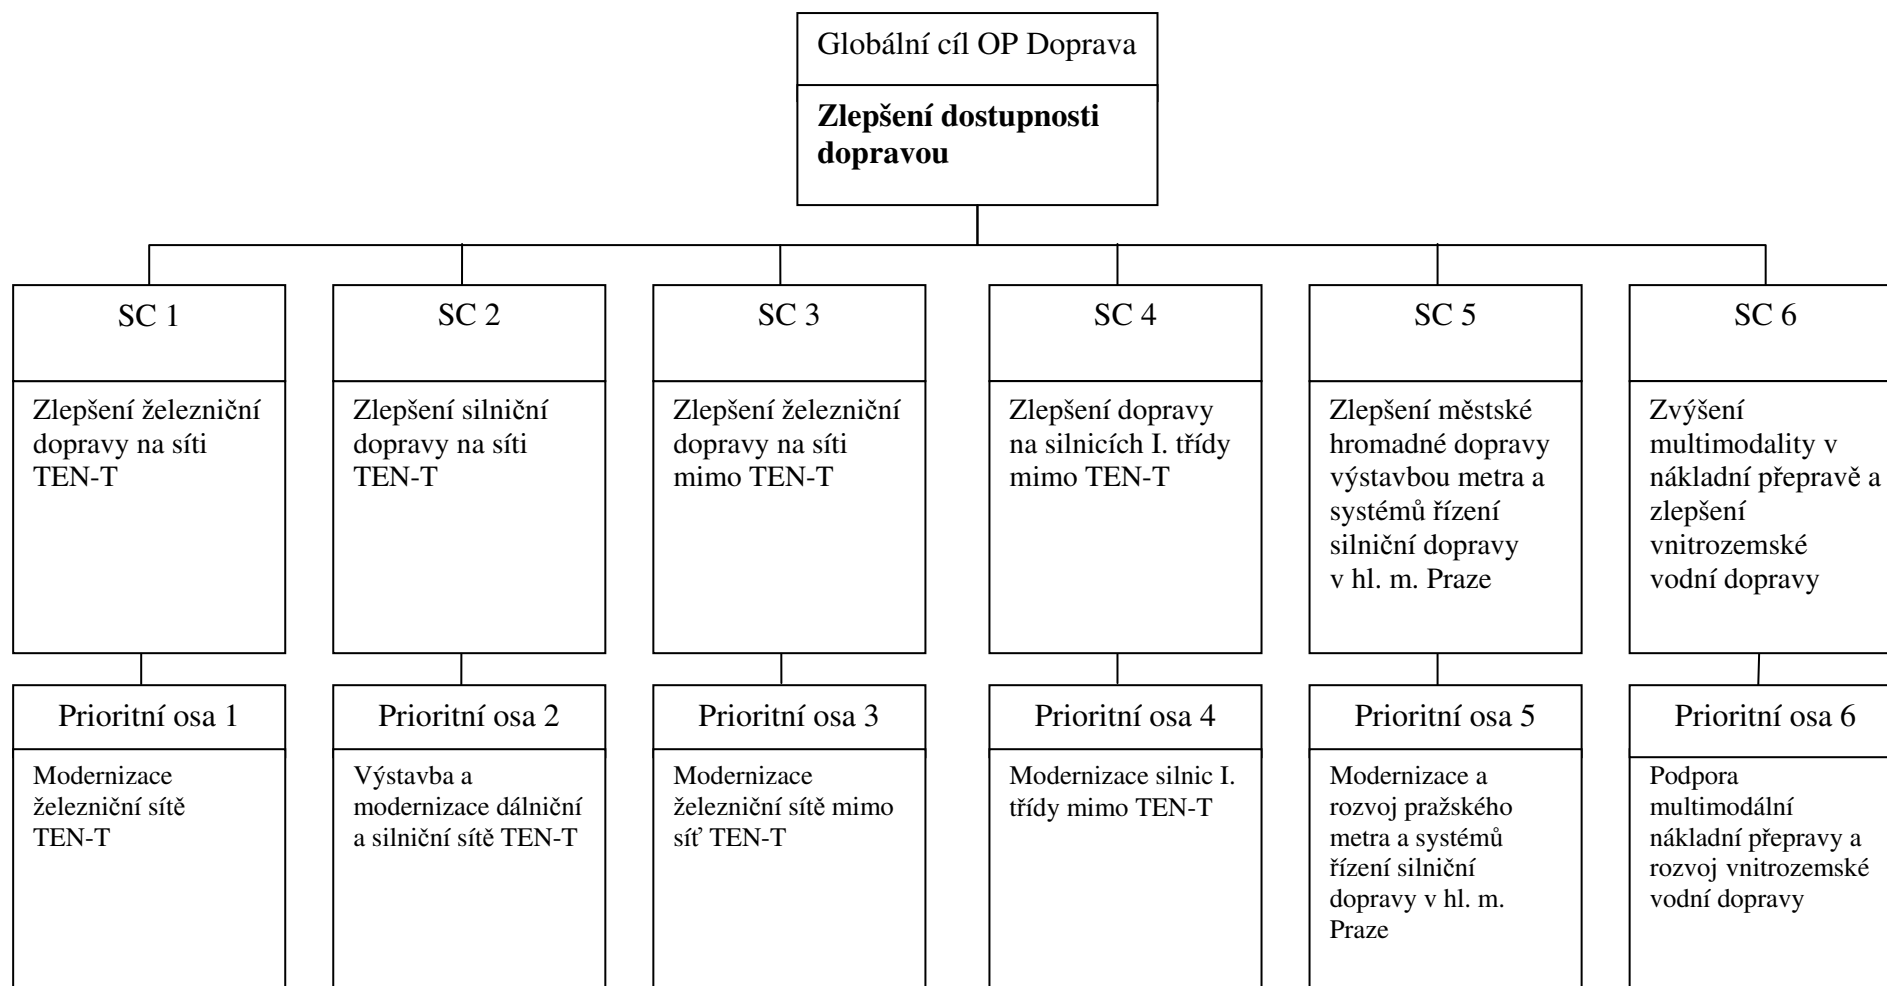 Globální cíl OP Doprava
Zlepšení dostupnosti
dopravou
SC 1
Zlepšení železniční
dopravy na síti
TEN-T
SC 2
Zlepšení silniční
dopravy na síti
TEN-T
SC 3
Zlepšení železniční
dopravy na síti
mimo TEN-T
SC 4
Zlepšení dopravy
na silnicích I. třídy
mimo TEN-T
SC 5
Zlepšení městské
hromadné dopravy
výstavbou metra a
systémů řízení
silniční dopravy
v hl. m. Praze
SC 6
Zvýšení
multimodality v
nákladní přepravě a
zlepšení
vnitrozemské
vodní dopravy
Prioritní osa 1
Modernizace
železniční sítě
TEN-T
Prioritní osa 2
Výstavba a
modernizace dálniční
a silniční sítě TEN-T
Prioritní osa 3
Modernizace
železniční sítě mimo
síť TEN-T
Prioritní osa 4
Modernizace silnic I.
třídy mimo TEN-T
Prioritní osa 5
Modernizace a
rozvoj pražského
metra a systémů
řízení silniční
dopravy v hl. m.
Praze
Prioritní osa 6
Podpora
multimodální
nákladní přepravy a
rozvoj vnitrozemské
vodní dopravy